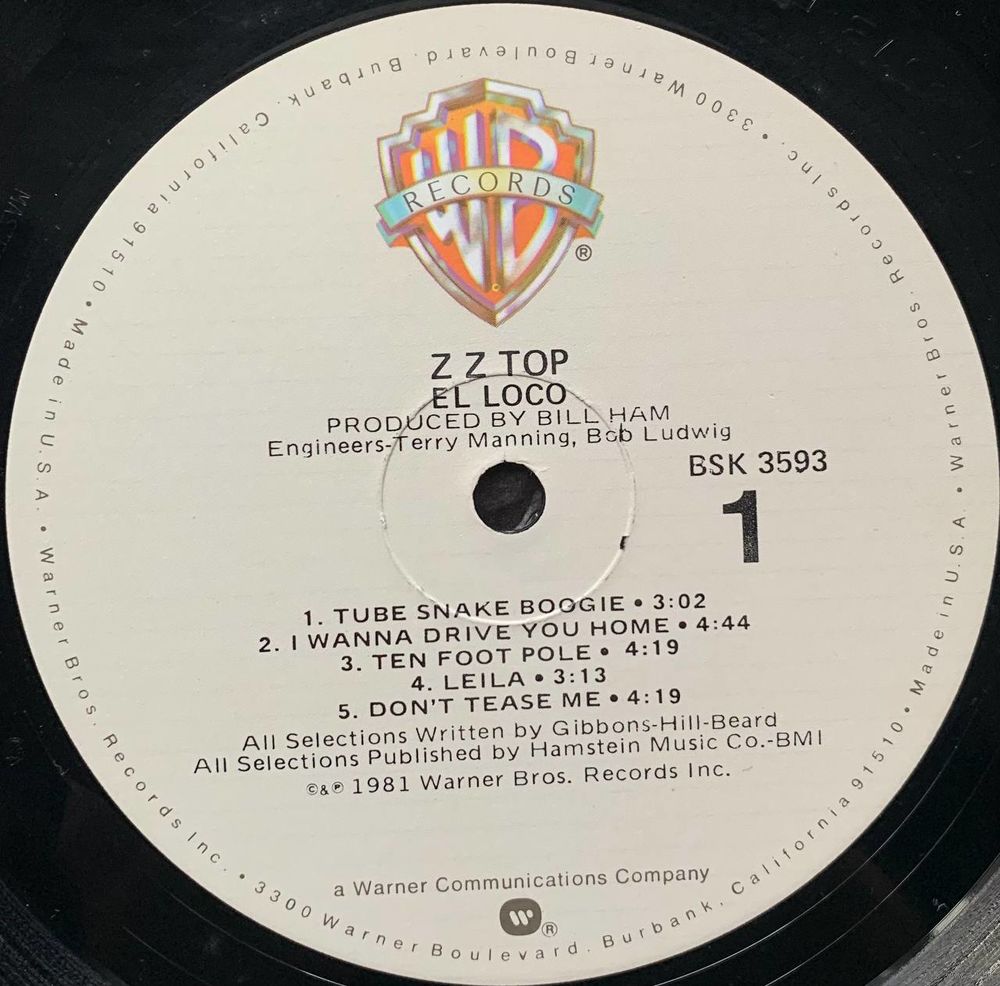 WB
RECORDS
®
Z Z TOP
EL LOCO
PRODUCED BY BILL HAM
Engineers-Terry Manning, Bob Ludwig
BSK 3593
1
1. TUBE SNAKE BOOGIE • 3:02
2. I WANNA DRIVE YOU HOME • 4:44
3. TEN FOOT POLE • 4:19
4. LEILA • 3:13
5. DON'T TEASE ME • 4:19
All Selections Written by Gibbons-Hill-Beard
All Selections Published by Hamstein Music Co.-BMI
©&℗ 1981 Warner Bros. Records Inc.
a Warner Communications Company
W®
Made in U.S.A. • Warner Bros. Records Inc. • 3300 Warner Boulevard. Burbank. California 91510 • Made in U.S.A. • Warner Bros. Records Inc. • 3300 Warner Boulevard. Burbank. California 91510 •